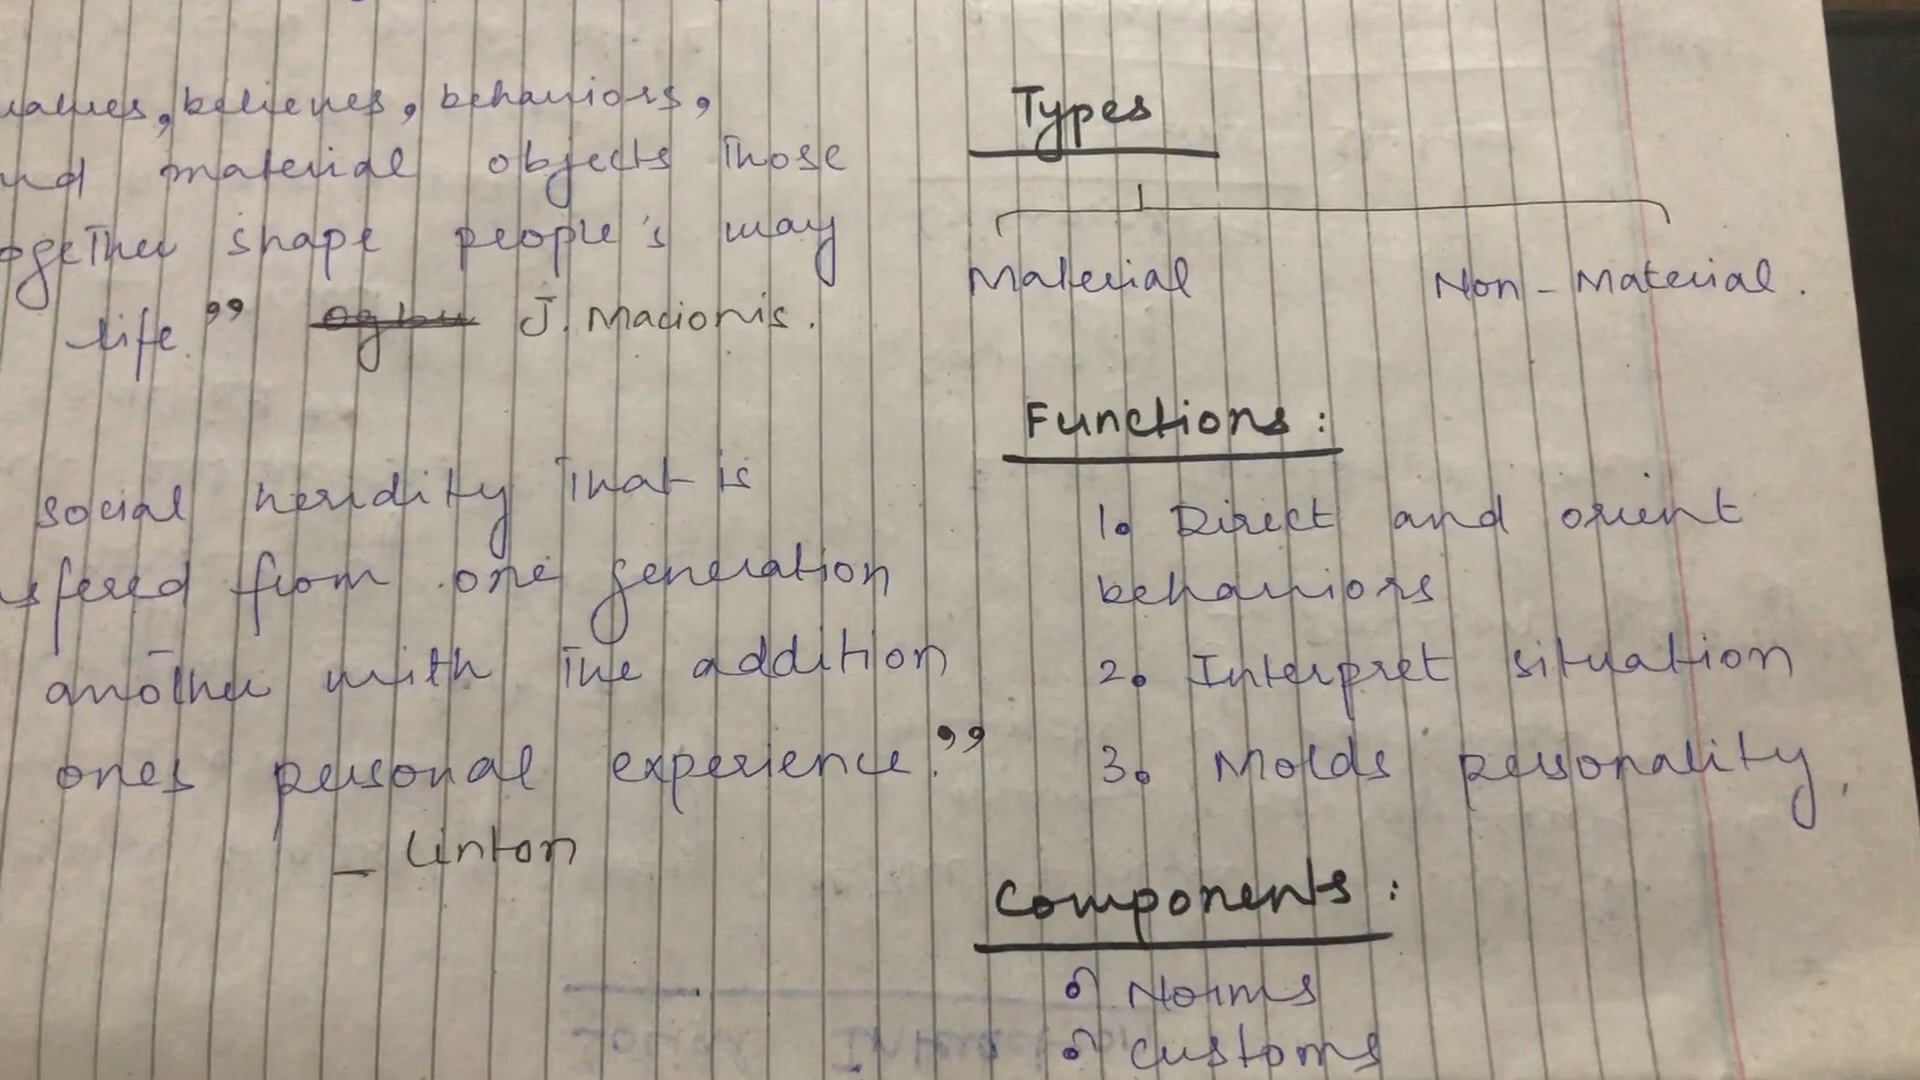 values, believes, behaviors,
and material objects those
together shape people's way
life." J. Macionis.
social heridity that is
sfered from one generation
another with the addition
ones personal experience."
_ Linton
Types
Material Non-Material.
Functions:
1. Direct and orient
behaviors
2. Interpret situation
3. Molds personality,
Components:
Norms
Customs